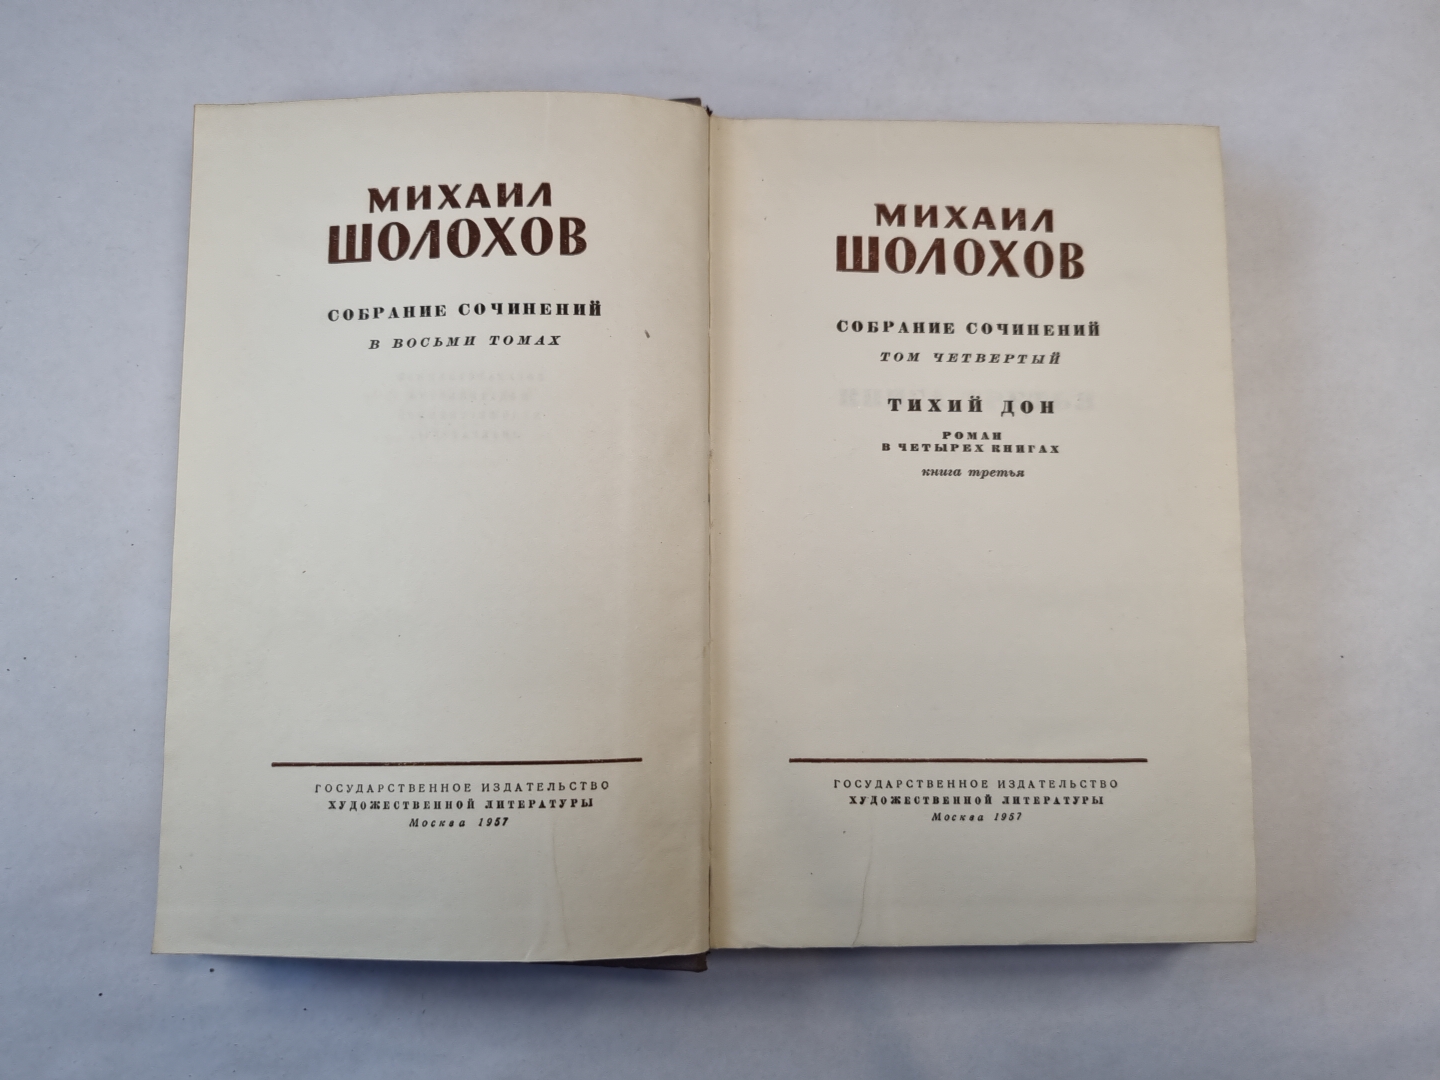 МИХАИЛ
ШОЛОХОВ
СОБРАНИЕ СОЧИНЕНИЙ
В ВОСЬМИ ТОМАХ
ГОСУДАРСТВЕННОЕ ИЗДАТЕЛЬСТВО
ХУДОЖЕСТВЕННОЙ ЛИТЕРАТУРЫ
Москва 1957
МИХАИЛ
ШОЛОХОВ
СОБРАНИЕ СОЧИНЕНИЙ
ТОМ ЧЕТВЕРТЫЙ
ТИХИЙ ДОН
РОМАН
В ЧЕТЫРЕХ КНИГАХ
книга третья
ГОСУДАРСТВЕННОЕ ИЗДАТЕЛЬСТВО
ХУДОЖЕСТВЕННОЙ ЛИТЕРАТУРЫ
Москва 1957